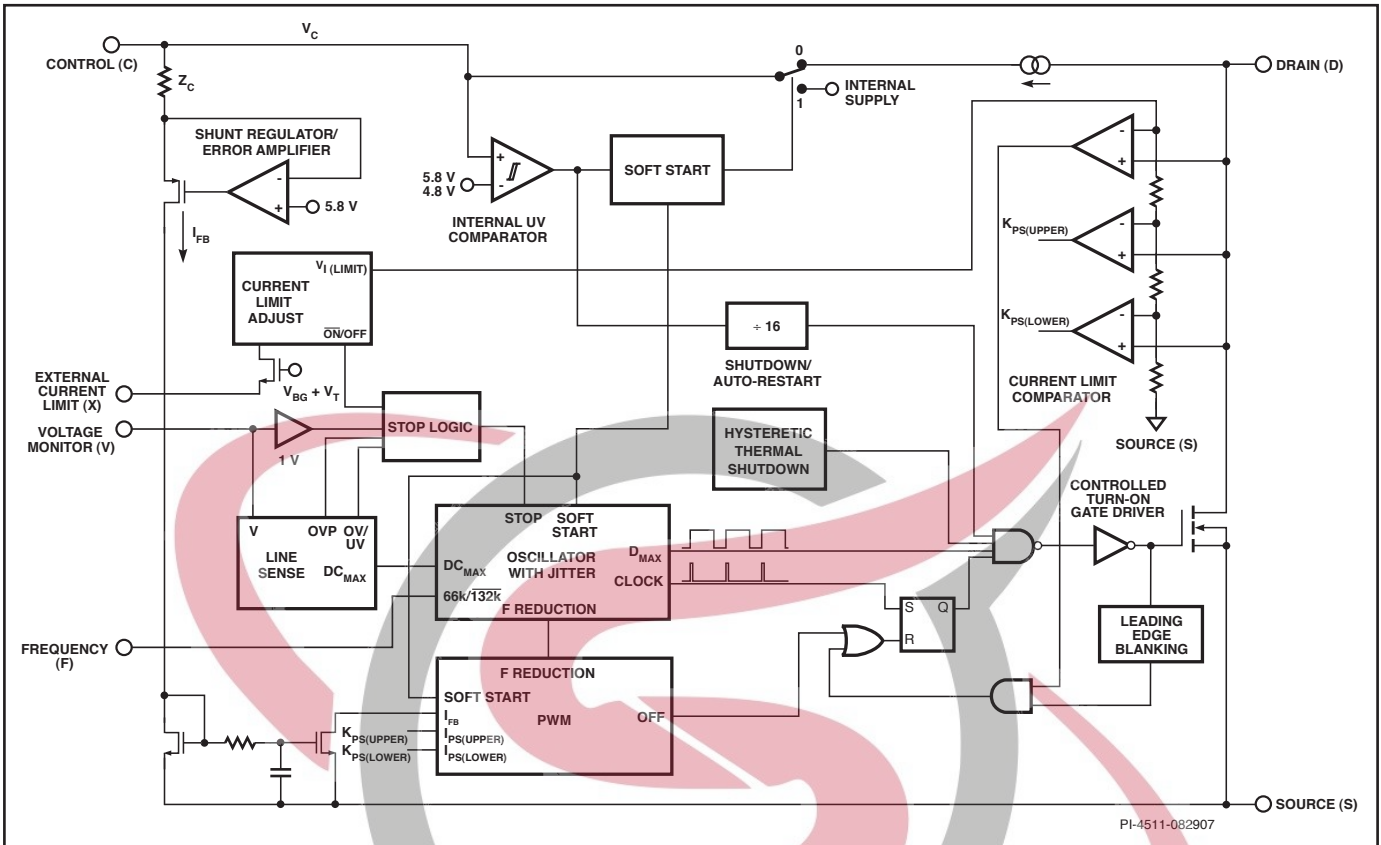 V_C
0
CONTROL (C)
Z_C
DRAIN (D)
INTERNAL
SUPPLY
1
SHUNT REGULATOR/
ERROR AMPLIFIER
-
+
5.8 V
I_FB
+
-
5.8 V
4.8 V
INTERNAL UV
COMPARATOR
SOFT START
-
+
K_PS(UPPER)
-
+
K_PS(LOWER)
-
+
CURRENT LIMIT
COMPARATOR
SOURCE (S)
V_I (LIMIT)
CURRENT
LIMIT
ADJUST
O̅N̅/OFF
÷ 16
SHUTDOWN/
AUTO-RESTART
EXTERNAL
CURRENT
LIMIT (X)
V_BG + V_T
VOLTAGE
MONITOR (V)
1 V
STOP LOGIC
HYSTERETIC
THERMAL
SHUTDOWN
CONTROLLED
TURN-ON
GATE DRIVER
V
OVP
OV/
UV
LINE
SENSE
DC_MAX
STOP
SOFT
START
DC_MAX
OSCILLATOR
WITH JITTER
D_MAX
CLOCK
66k/1̅3̅2̅k̅
F REDUCTION
S
Q
R
LEADING
EDGE
BLANKING
FREQUENCY
(F)
F REDUCTION
SOFT START
I_FB
PWM
OFF
K_PS(UPPER)
I_PS(UPPER)
K_PS(LOWER)
I_PS(LOWER)
SOURCE (S)
PI-4511-082907